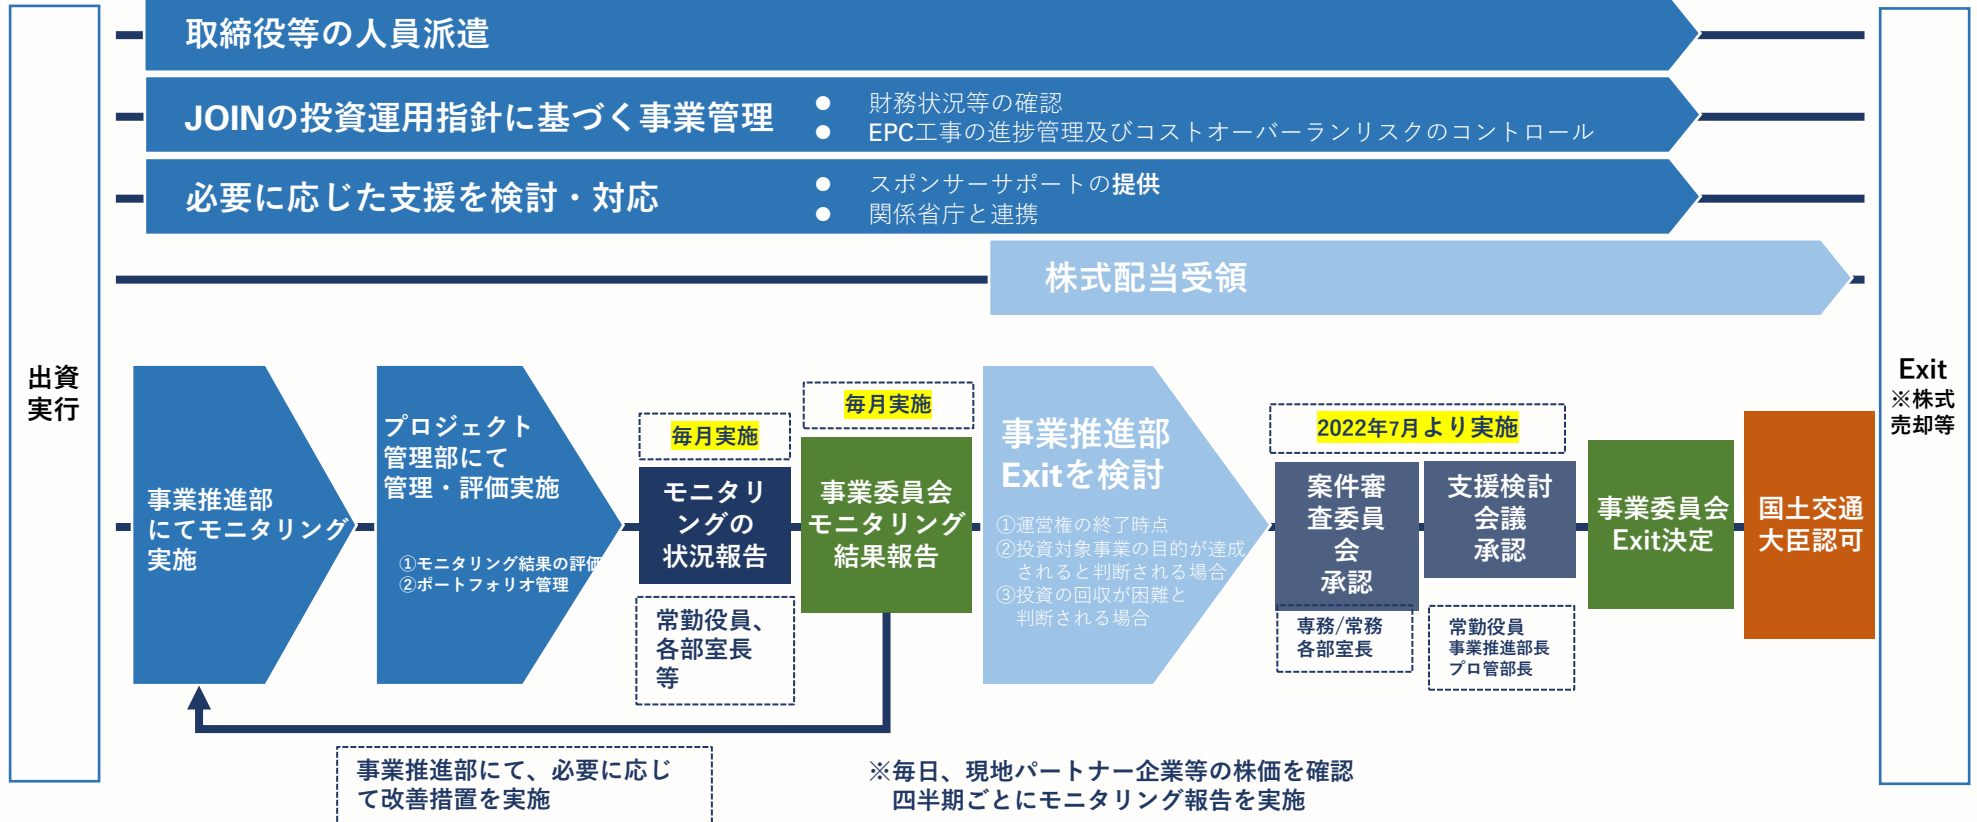 取締役等の人員派遣
JOINの投資運用指針に基づく事業管理
● 財務状況等の確認
● EPC工事の進捗管理及びコストオーバーランリスクのコントロール
必要に応じた支援を検討・対応
● スポンサーサポートの提供
● 関係省庁と連携
株式配当受領
出資
実行
事業推進部
にてモニタリング
実施
プロジェクト
管理部にて
管理・評価実施
①モニタリング結果の評価
②ポートフォリオ管理
毎月実施
モニタリ
ングの
状況報告
常勤役員、
各部室長
等
毎月実施
事業委員会
モニタリング
結果報告
事業推進部
Exitを検討
①運営権の終了時点
②投資対象事業の目的が達成
されると判断される場合
③投資の回収が困難と
判断される場合
2022年7月より実施
案件審
査委員
会
承認
専務/常務
各部室長
支援検討
会議
承認
常勤役員
事業推進部長
プロ管部長
事業委員会
Exit決定
国土交通
大臣認可
Exit
※株式
売却等
事業推進部にて、必要に応じ
て改善措置を実施
※毎日、現地パートナー企業等の株価を確認
四半期ごとにモニタリング報告を実施